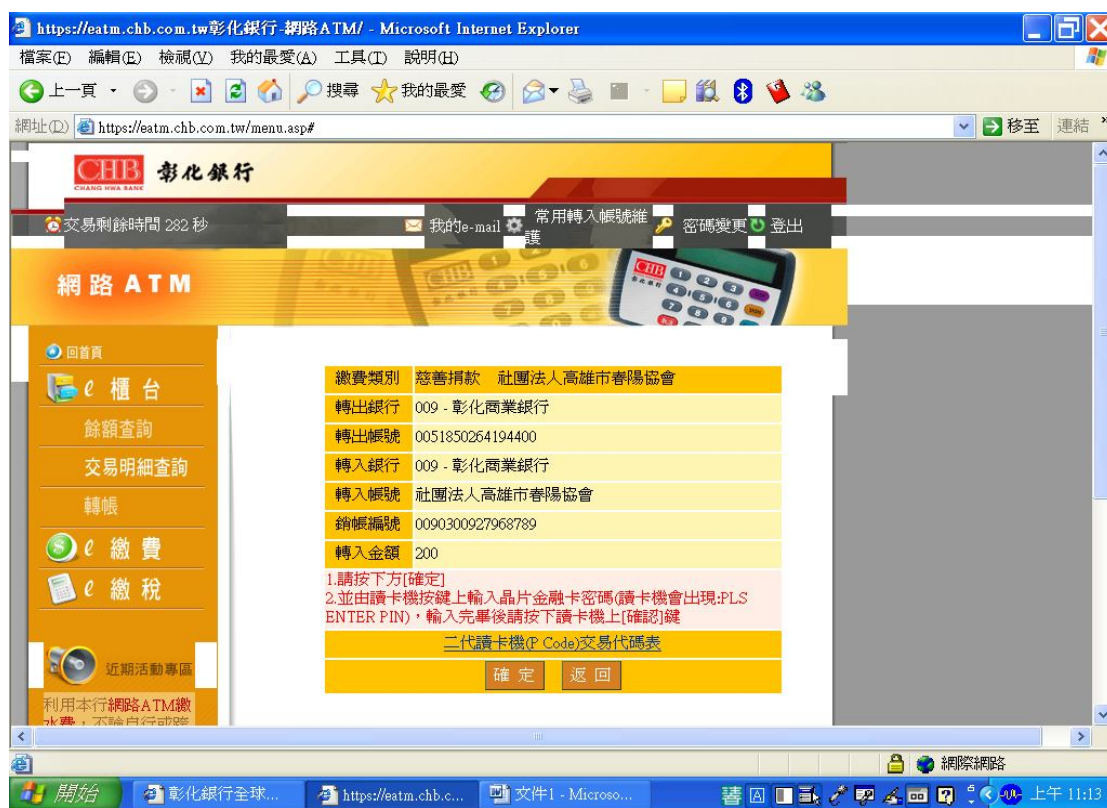 https://eatm.chb.com.tw彰化銀行-網路ATM/ - Microsoft Internet Explorer
檔案(F) 編輯(E) 檢視(V) 我的最愛(A) 工具(T) 說明(H)
上一頁 搜尋 我的最愛
網址(D) https://eatm.chb.com.tw/menu.asp# 移至 連結 »
CHB 彰化銀行
CHANG HWA BANK
交易剩餘時間 282 秒 我的e-mail 常用轉入帳號維護 密碼變更 登出
網路ATM
CHB
回首頁
e 櫃台
餘額查詢
交易明細查詢
轉帳
e 繳費
e 繳稅
近期活動專區
利用本行網路ATM繳
水費，不論自行或跨
繳費類別 慈善捐款 社團法人高雄市春陽協會
轉出銀行 009 - 彰化商業銀行
轉出帳號 0051850264194400
轉入銀行 009 - 彰化商業銀行
轉入帳號 社團法人高雄市春陽協會
銷帳編號 0090300927968789
轉入金額 200
1.請按下方[確定]
2.並由讀卡機按鍵上輸入晶片金融卡密碼(讀卡機會出現:PLS
ENTER PIN)，輸入完畢後請按下讀卡機上[確認]鍵
二代讀卡機(P Code)交易代碼表
確定 返回
網際網路
開始 彰化銀行全球... https://eatm.chb.c... 文件1 - Microso... 上午 11:13